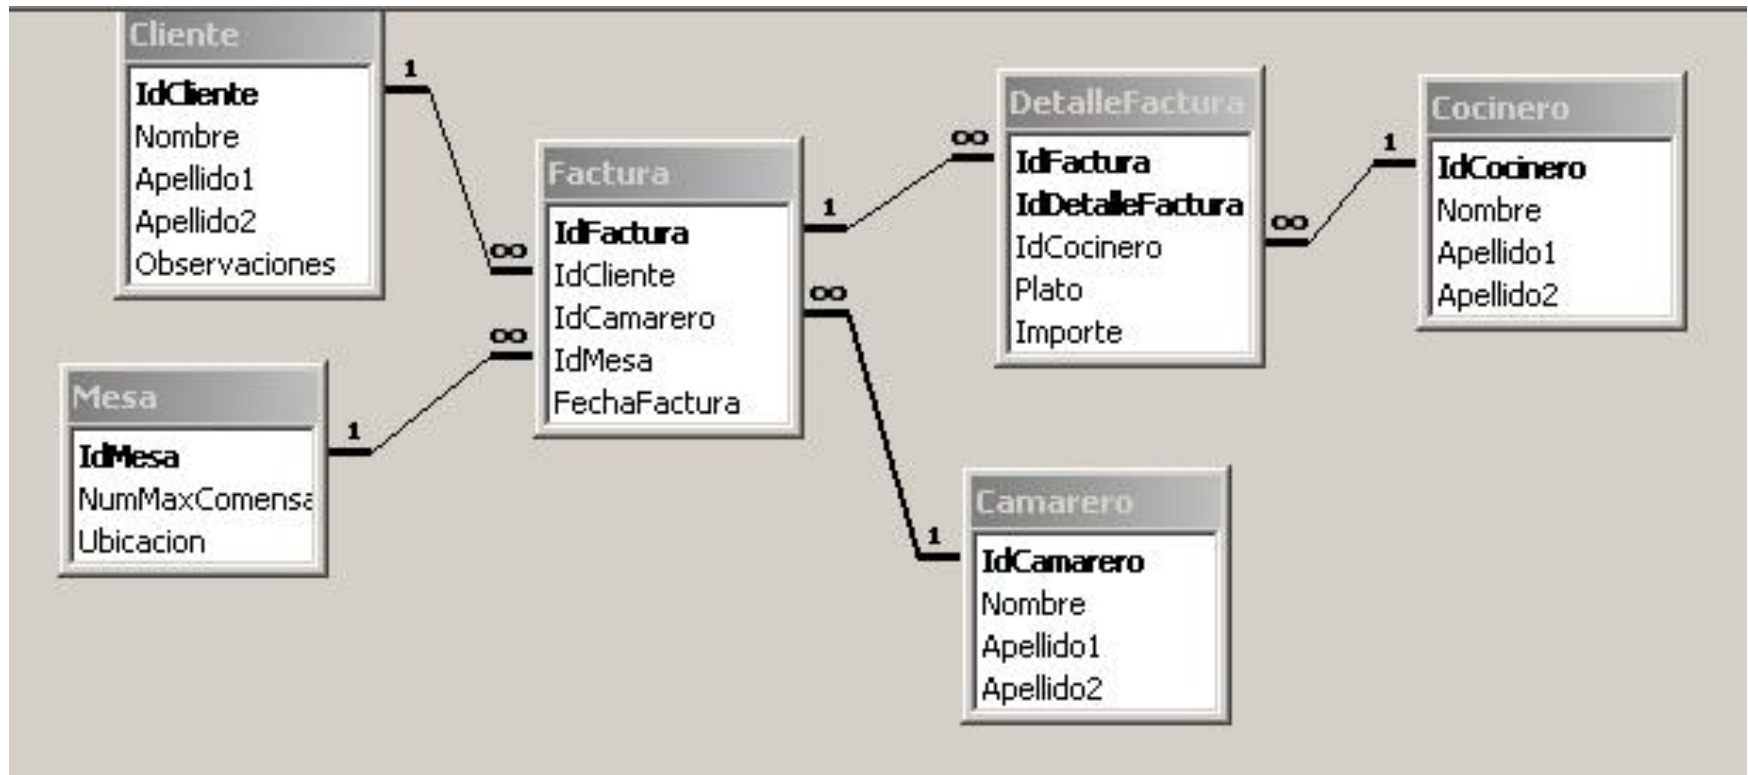 Cliente
IdCliente
Nombre
Apellido1
Apellido2
Observaciones
1
∞
Mesa
IdMesa
NumMaxComensa
Ubicacion
1
∞
Factura
IdFactura
IdCliente
IdCamarero
IdMesa
FechaFactura
1
∞
∞
1
DetalleFactura
IdFactura
IdDetalleFactura
IdCocinero
Plato
Importe
∞
1
Cocinero
IdCocinero
Nombre
Apellido1
Apellido2
Camarero
IdCamarero
Nombre
Apellido1
Apellido2